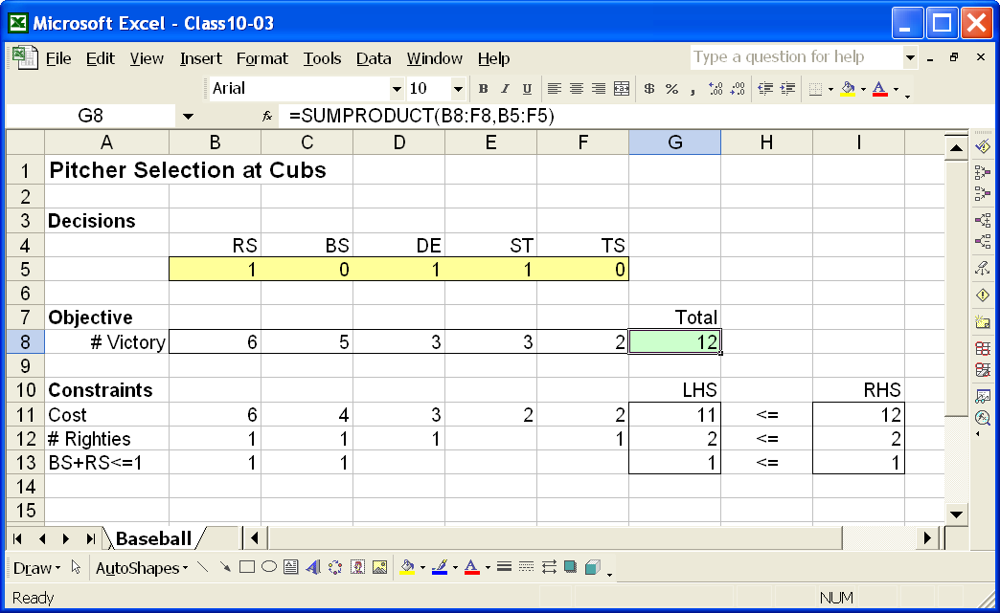 Microsoft Excel - Class10-03
File Edit View Insert Format Tools Data Window Help Type a question for help
Arial 10 B I U $ % ,
G8 fx =SUMPRODUCT(B8:F8,B5:F5)
A B C D E F G H I
1 Pitcher Selection at Cubs
2
3 Decisions
4 RS BS DE ST TS
5 1 0 1 1 0
6
7 Objective Total
8 # Victory 6 5 3 3 2 12
9
10 Constraints LHS RHS
11 Cost 6 4 3 2 2 11 <= 12
12 # Righties 1 1 1 1 2 <= 2
13 BS+RS<=1 1 1 1 <= 1
14
15
Baseball
Draw AutoShapes
Ready NUM